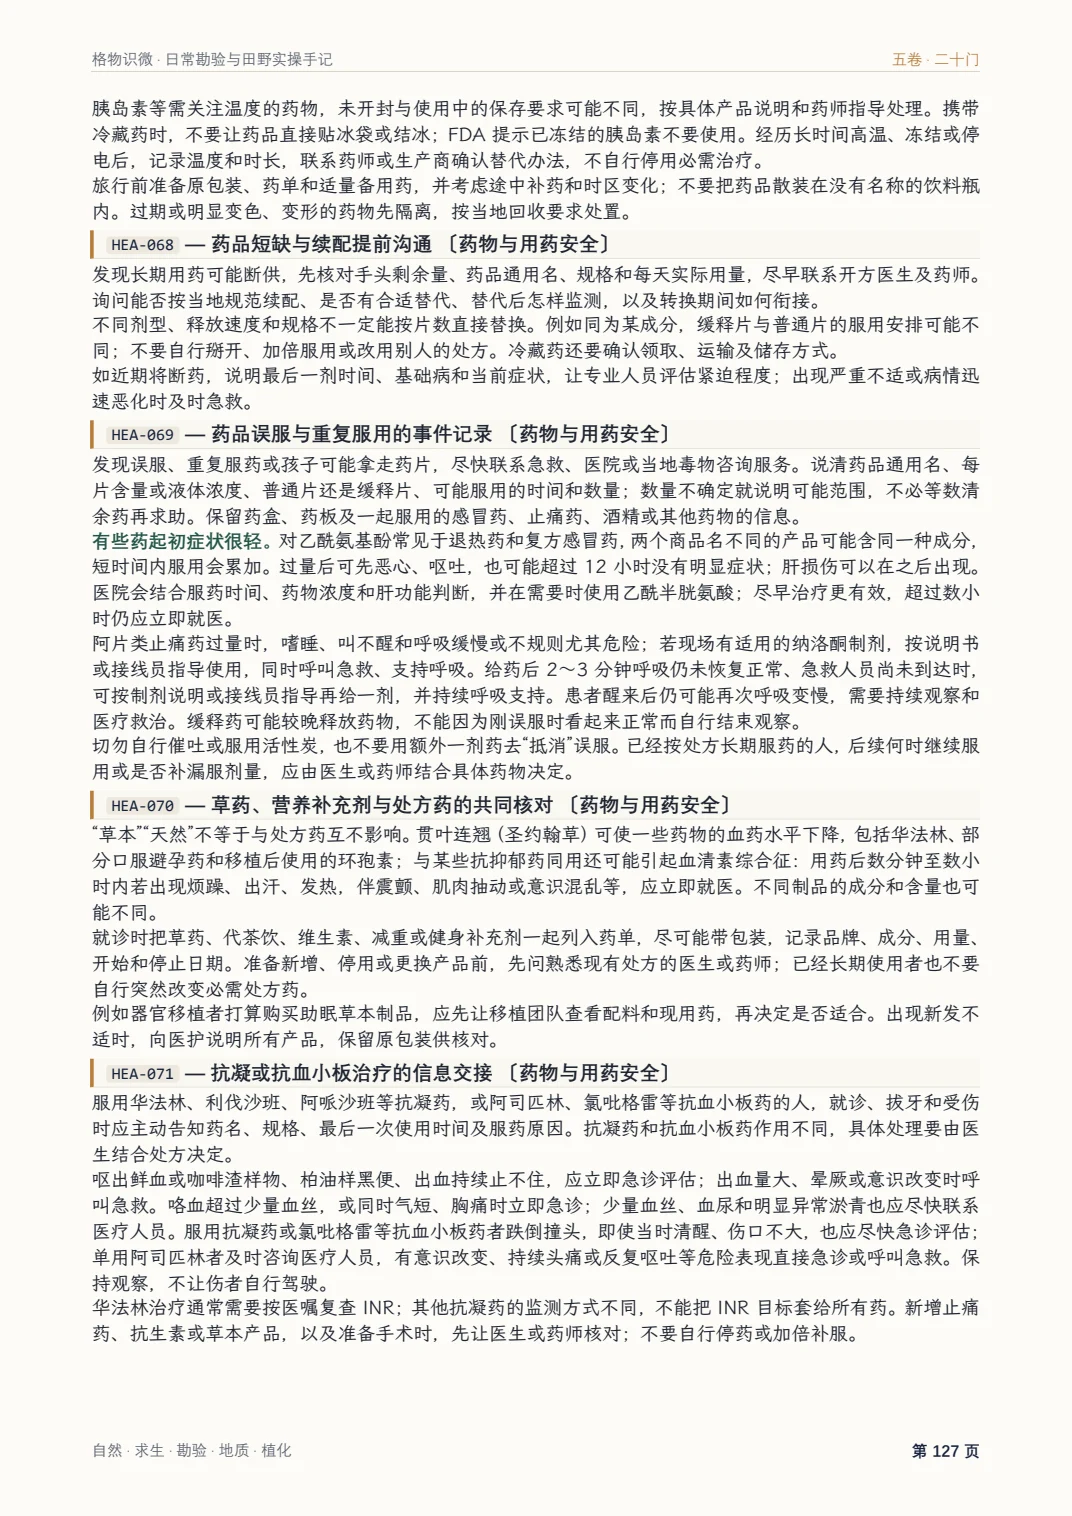 格物识微 · 日常勘验与田野实操手记
五卷 · 二十门
胰岛素等需关注温度的药物，未开封与使用中的保存要求可能不同，按具体产品说明和药师指导处理。携带
冷藏药时，不要让药品直接贴冰袋或结冰；FDA 提示已冻结的胰岛素不要使用。经历长时间高温、冻结或停
电后，记录温度和时长，联系药师或生产商确认替代办法，不自行停用必需治疗。
旅行前准备原包装、药单和适量备用药，并考虑途中补药和时区变化；不要把药品散装在没有名称的饮料瓶
内。过期或明显变色、变形的药物先隔离，按当地回收要求处置。
HEA-068 — 药品短缺与续配提前沟通 〔药物与用药安全〕
发现长期用药可能断供，先核对手头剩余量、药品通用名、规格和每天实际用量，尽早联系开方医生及药师。
询问能否按当地规范续配、是否有合适替代、替代后怎样监测，以及转换期间如何衔接。
不同剂型、释放速度和规格不一定能按片数直接替换。例如同为某成分，缓释片与普通片的服用安排可能不
同；不要自行掰开、加倍服用或改用别人的处方。冷藏药还要确认领取、运输及储存方式。
如近期将断药，说明最后一剂时间、基础病和当前症状，让专业人员评估紧迫程度；出现严重不适或病情迅
速恶化时及时急救。
HEA-069 — 药品误服与重复服用的事件记录 〔药物与用药安全〕
发现误服、重复服药或孩子可能拿走药片，尽快联系急救、医院或当地毒物咨询服务。说清药品通用名、每
片含量或液体浓度、普通片还是缓释片、可能服用的时间和数量；数量不确定就说明可能范围，不必等数清
余药再求助。保留药盒、药板及一起服用的感冒药、止痛药、酒精或其他药物的信息。
有些药起初症状很轻。对乙酰氨基酚常见于退热药和复方感冒药，两个商品名不同的产品可能含同一种成分，
短时间内服用会累加。过量后可先恶心、呕吐，也可能超过 12 小时没有明显症状；肝损伤可以在之后出现。
医院会结合服药时间、药物浓度和肝功能判断，并在需要时使用乙酰半胱氨酸；尽早治疗更有效，超过数小
时仍应立即就医。
阿片类止痛药过量时，嗜睡、叫不醒和呼吸缓慢或不规则尤其危险；若现场有适用的纳洛酮制剂，按说明书
或接线员指导使用，同时呼叫急救、支持呼吸。给药后 2～3 分钟呼吸仍未恢复正常、急救人员尚未到达时，
可按制剂说明或接线员指导再给一剂，并持续呼吸支持。患者醒来后仍可能再次呼吸变慢，需要持续观察和
医疗救治。缓释药可能较晚释放药物，不能因为刚误服时看起来正常而自行结束观察。
切勿自行催吐或服用活性炭，也不要用额外一剂药去“抵消”误服。已经按处方长期服药的人，后续何时继续服
用或是否补漏服剂量，应由医生或药师结合具体药物决定。
HEA-070 — 草药、营养补充剂与处方药的共同核对 〔药物与用药安全〕
“草本”“天然”不等于与处方药互不影响。贯叶连翘（圣约翰草）可使一些药物的血药水平下降，包括华法林、部
分口服避孕药和移植后使用的环孢素；与某些抗抑郁药同用还可能引起血清素综合征：用药后数分钟至数小
时内若出现烦躁、出汗、发热，伴震颤、肌肉抽动或意识混乱等，应立即就医。不同制品的成分和含量也可
能不同。
就诊时把草药、代茶饮、维生素、减重或健身补充剂一起列入药单，尽可能带包装，记录品牌、成分、用量、
开始和停止日期。准备新增、停用或更换产品前，先问熟悉现有处方的医生或药师；已经长期使用者也不要
自行突然改变必需处方药。
例如器官移植者打算购买助眠草本制品，应先让移植团队查看配料和现用药，再决定是否适合。出现新发不
适时，向医护说明所有产品，保留原包装供核对。
HEA-071 — 抗凝或抗血小板治疗的信息交接 〔药物与用药安全〕
服用华法林、利伐沙班、阿哌沙班等抗凝药，或阿司匹林、氯吡格雷等抗血小板药的人，就诊、拔牙和受伤
时应主动告知药名、规格、最后一次使用时间及服药原因。抗凝药和抗血小板药作用不同，具体处理要由医
生结合处方决定。
呕出鲜血或咖啡渣样物、柏油样黑便、出血持续止不住，应立即急诊评估；出血量大、晕厥或意识改变时呼
叫急救。咯血超过少量血丝，或同时气短、胸痛时立即急诊；少量血丝、血尿和明显异常淤青也应尽快联系
医疗人员。服用抗凝药或氯吡格雷等抗血小板药者跌倒撞头，即使当时清醒、伤口不大，也应尽快急诊评估；
单用阿司匹林者及时咨询医疗人员，有意识改变、持续头痛或反复呕吐等危险表现直接急诊或呼叫急救。保
持观察，不让伤者自行驾驶。
华法林治疗通常需要按医嘱复查 INR；其他抗凝药的监测方式不同，不能把 INR 目标套给所有药。新增止痛
药、抗生素或草本产品，以及准备手术时，先让医生或药师核对；不要自行停药或加倍补服。
自然 · 求生 · 勘验 · 地质 · 植化
第 127 页